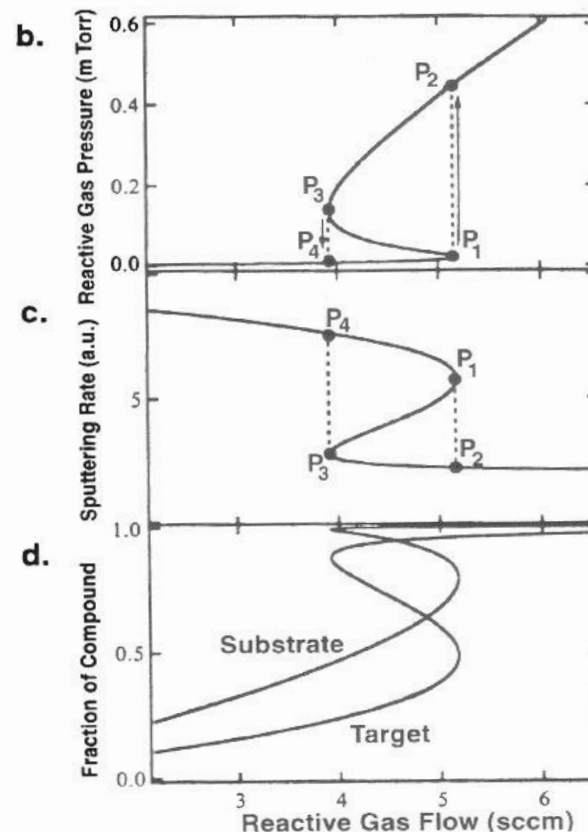 b.
Reactive Gas Pressure (m Torr)
0.6
0.4
0.2
0.0
P2
P3
P4
P1
c.
Sputtering Rate (a.u.)
5
P4
P1
P3
P2
d.
Fraction of Compound
1.0
0.5
0.0
Substrate
Target
3 4 5 6
Reactive Gas Flow (sccm)